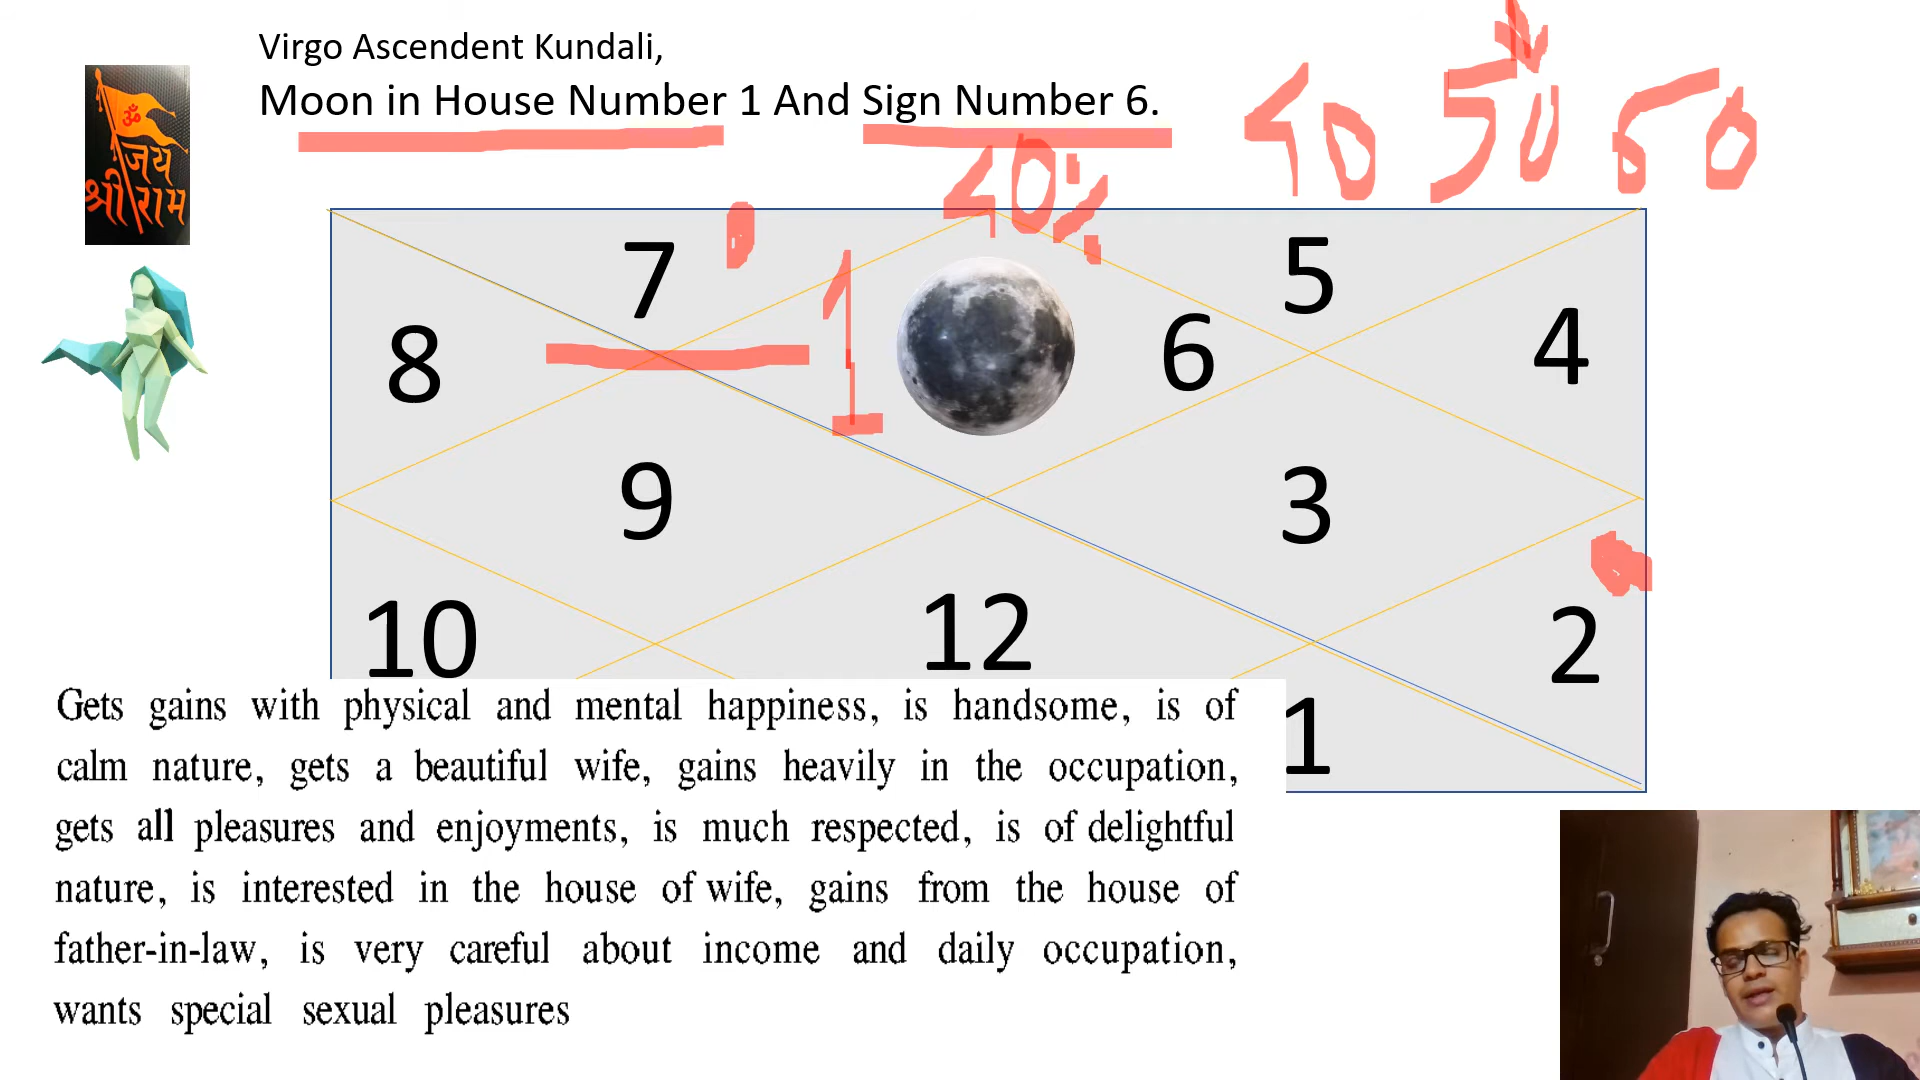 Virgo Ascendent Kundali,
Moon in House Number 1 And Sign Number 6.
ॐ
जय
श्री राम
40 50 60
40%
7
1
5
8
6
4
9
3
10
12
2
1
Gets gains with physical and mental happiness, is handsome, is of
calm nature, gets a beautiful wife, gains heavily in the occupation,
gets all pleasures and enjoyments, is much respected, is of delightful
nature, is interested in the house of wife, gains from the house of
father-in-law, is very careful about income and daily occupation,
wants special sexual pleasures